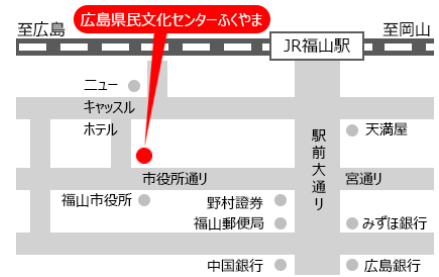 広島県民文化センターふくやま
至広島
至岡山
JR福山駅
ニュー
キャッスル
ホテル
駅前大通り
天満屋
市役所通り
宮通り
福山市役所
野村證券
福山郵便局
みずほ銀行
中国銀行
広島銀行